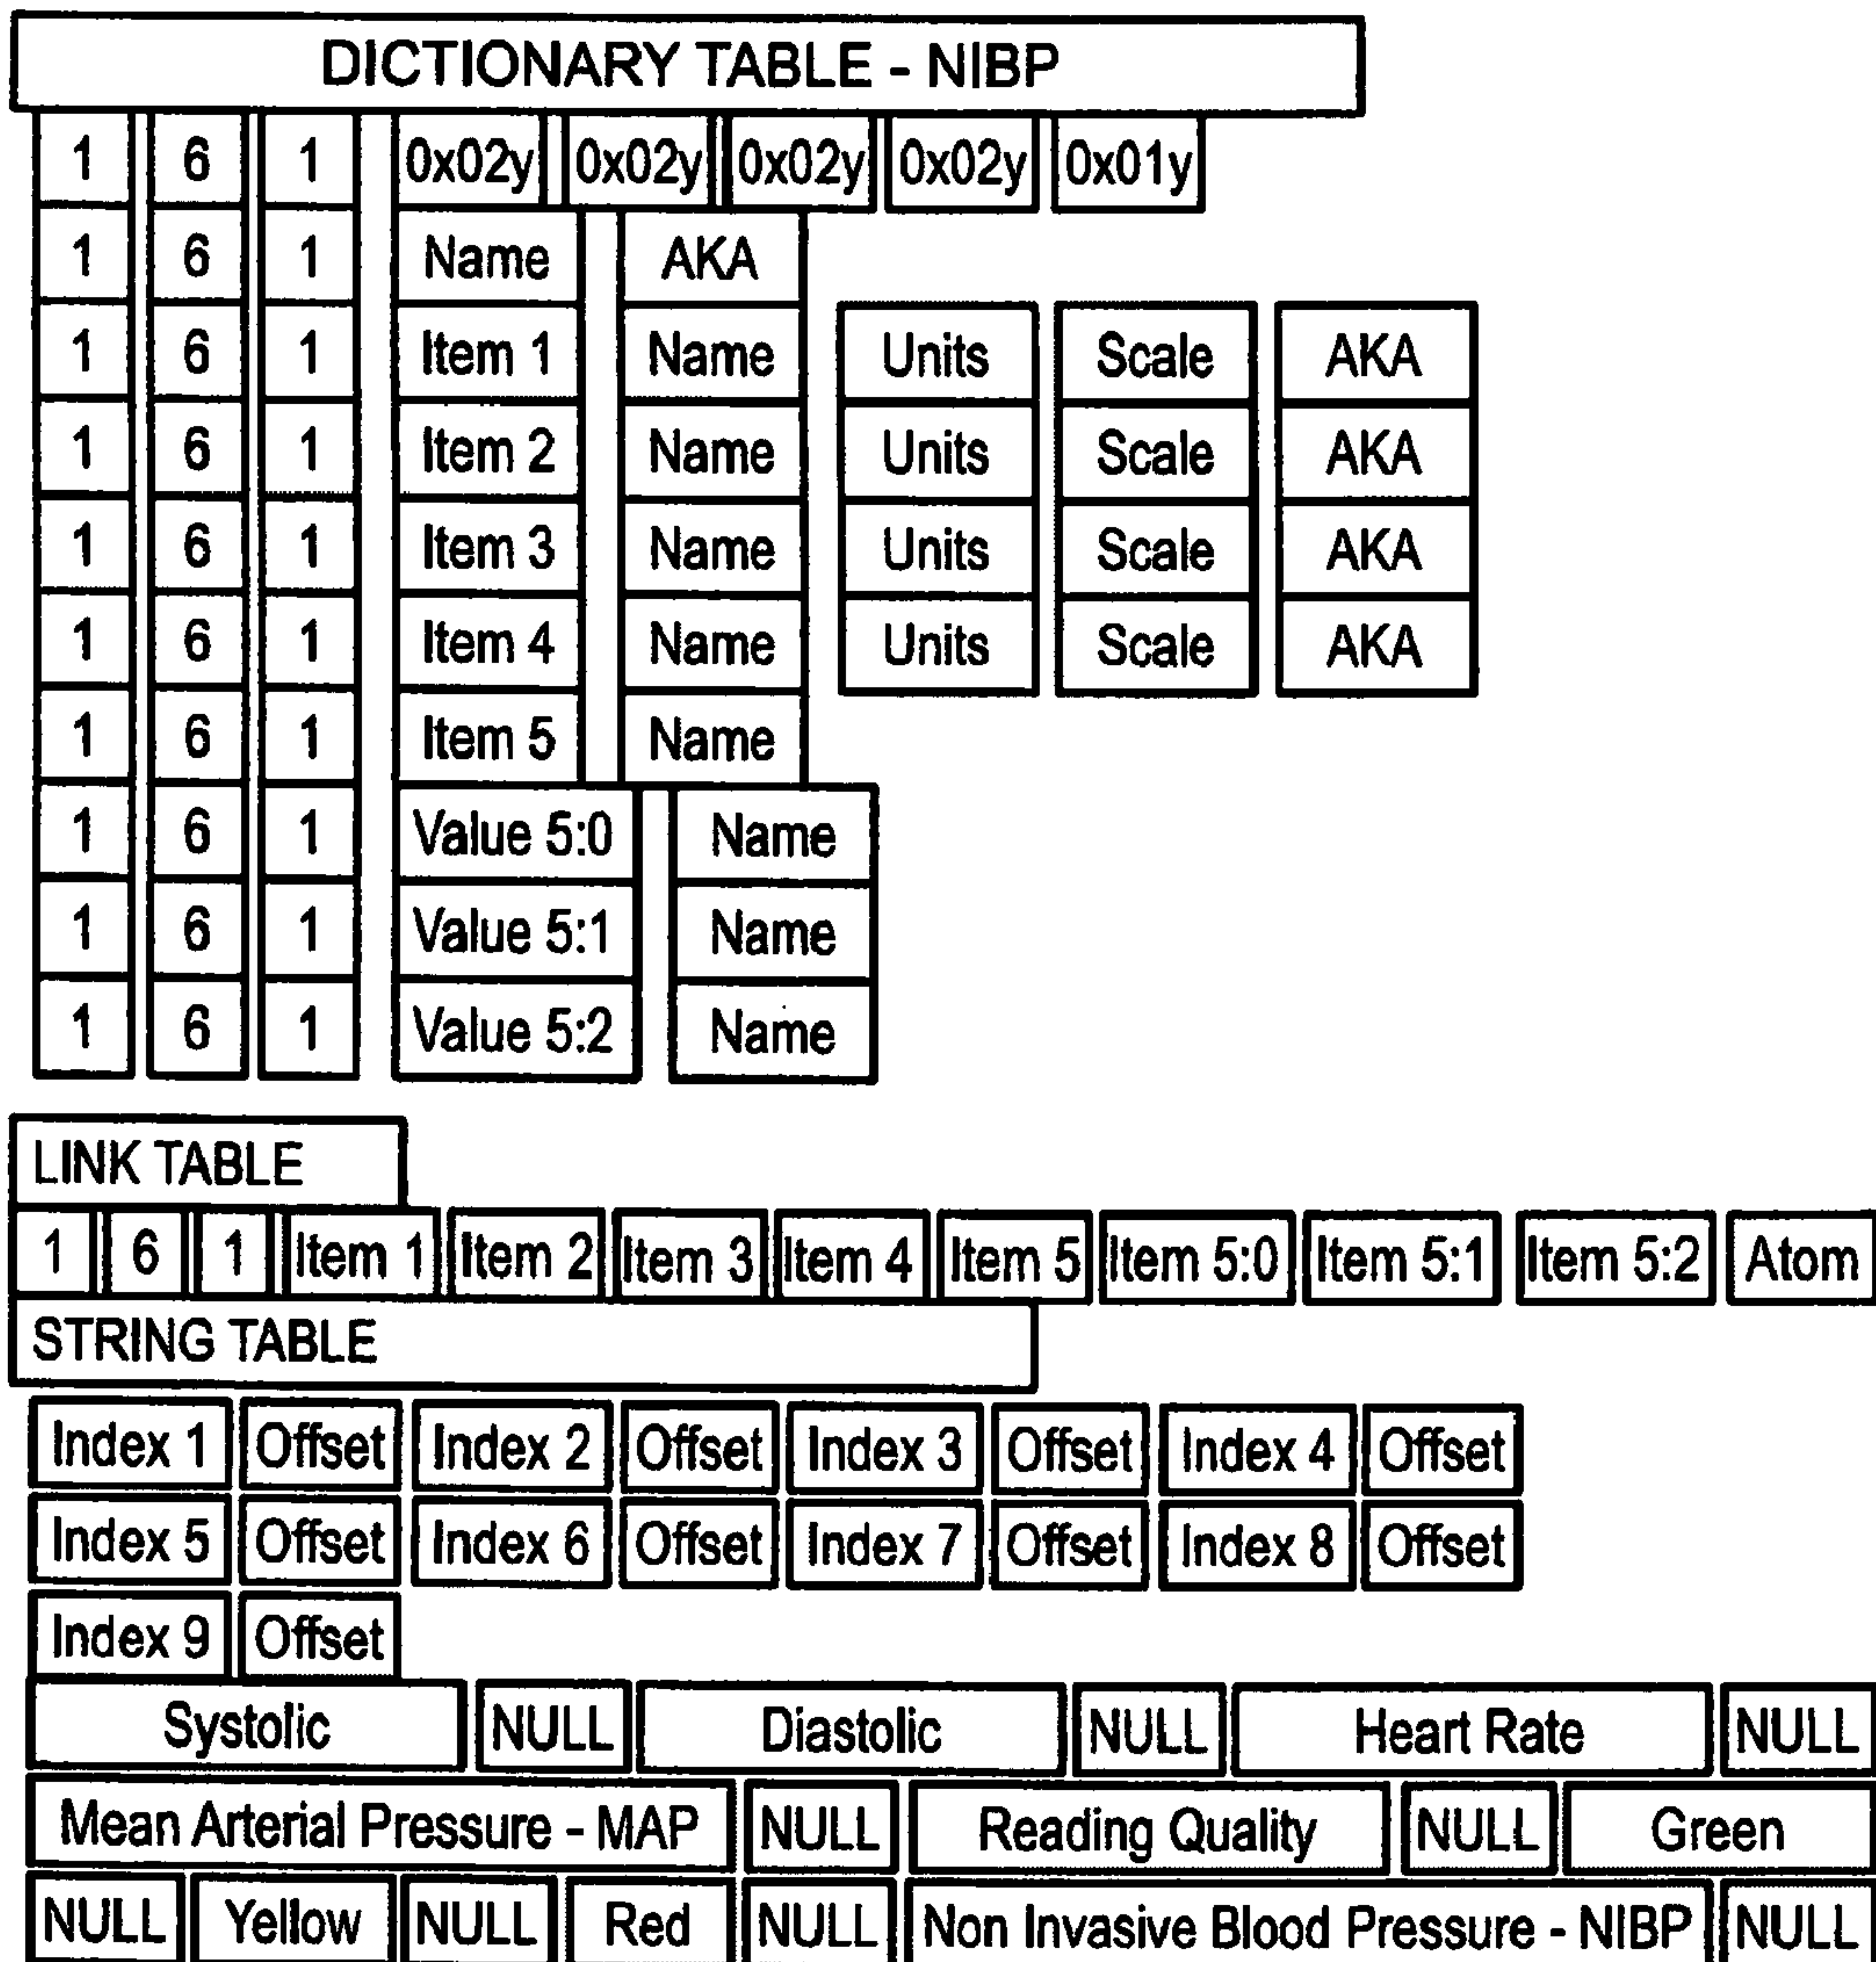 DICTIONARY TABLE - NIBP
1 6 1 0x02y 0x02y 0x02y 0x02y 0x01y
1 6 1 Name AKA
1 6 1 Item 1 Name Units Scale AKA
1 6 1 Item 2 Name Units Scale AKA
1 6 1 Item 3 Name Units Scale AKA
1 6 1 Item 4 Name Units Scale AKA
1 6 1 Item 5 Name
1 6 1 Value 5:0 Name
1 6 1 Value 5:1 Name
1 6 1 Value 5:2 Name
LINK TABLE
1 6 1 Item 1 Item 2 Item 3 Item 4 Item 5 Item 5:0 Item 5:1 Item 5:2 Atom
STRING TABLE
Index 1 Offset Index 2 Offset Index 3 Offset Index 4 Offset
Index 5 Offset Index 6 Offset Index 7 Offset Index 8 Offset
Index 9 Offset
Systolic NULL Diastolic NULL Heart Rate NULL
Mean Arterial Pressure - MAP NULL Reading Quality NULL Green
NULL Yellow NULL Red NULL Non Invasive Blood Pressure - NIBP NULL